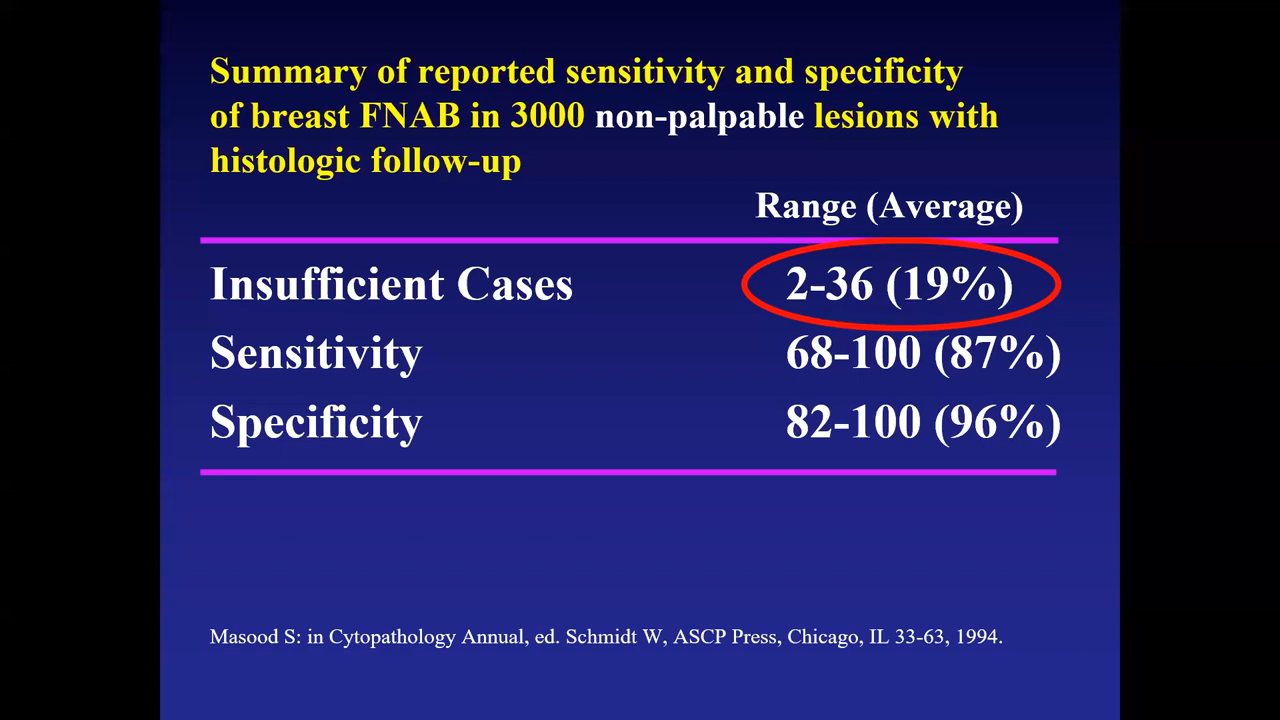 Summary of reported sensitivity and specificity
of breast FNAB in 3000 non-palpable lesions with
histologic follow-up
Range (Average)
Insufficient Cases 2-36 (19%)
Sensitivity 68-100 (87%)
Specificity 82-100 (96%)
Masood S: in Cytopathology Annual, ed. Schmidt W, ASCP Press, Chicago, IL 33-63, 1994.